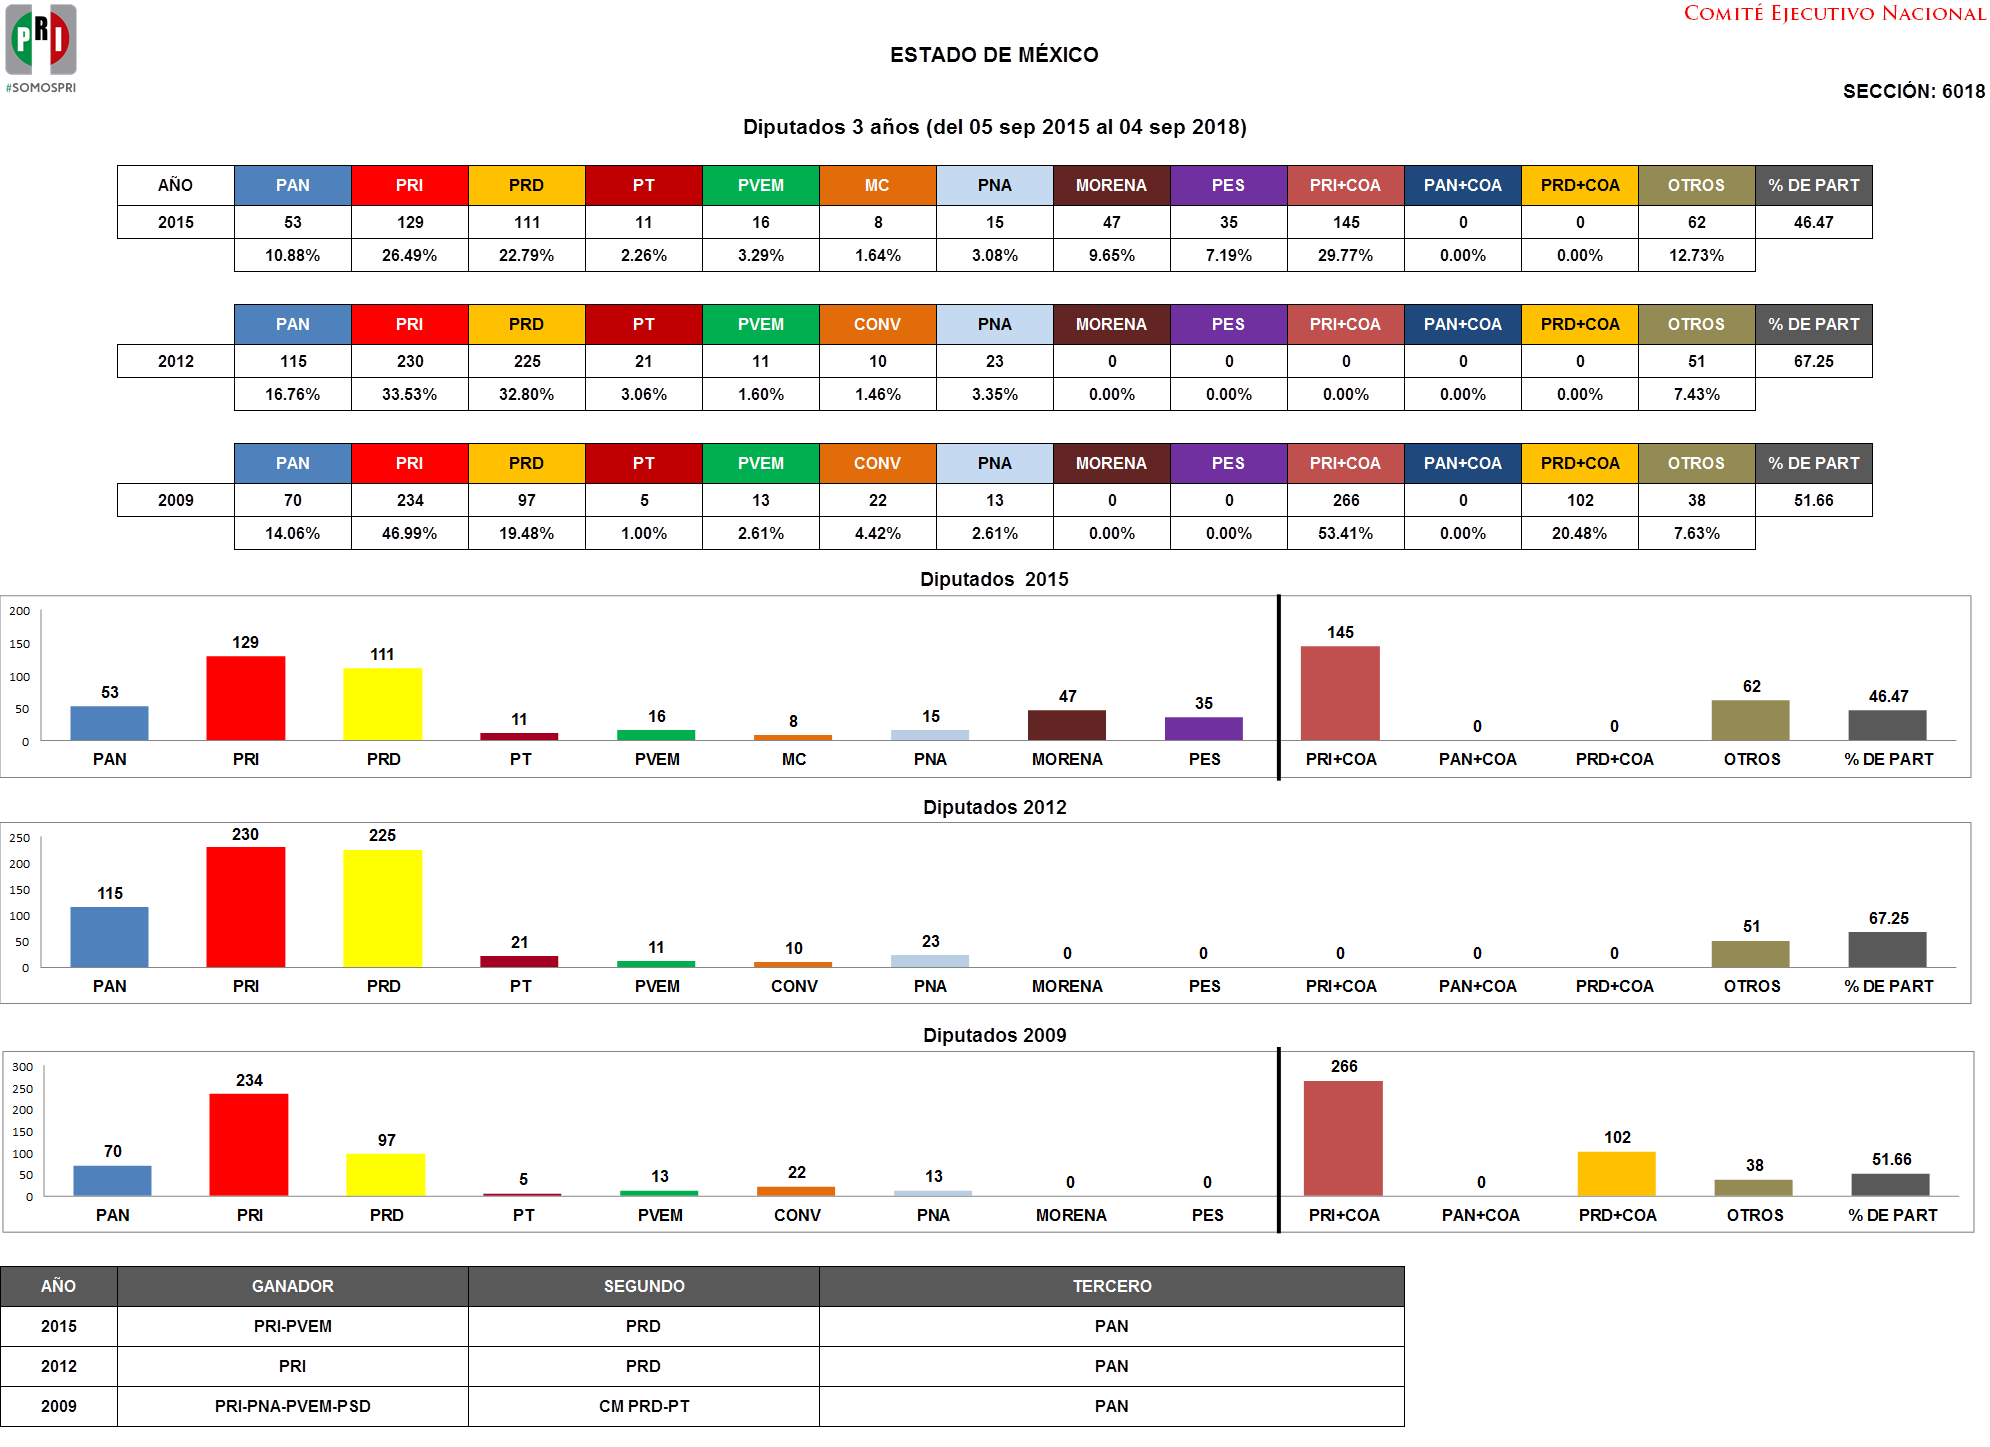 PRI
#SOMOSPRI
COMITÉ EJECUTIVO NACIONAL
ESTADO DE MÉXICO
SECCIÓN: 6018
Diputados 3 años (del 05 sep 2015 al 04 sep 2018)
AÑO PAN PRI PRD PT PVEM MC PNA MORENA PES PRI+COA PAN+COA PRD+COA OTROS % DE PART
2015 53 129 111 11 16 8 15 47 35 145 0 0 62 46.47
10.88% 26.49% 22.79% 2.26% 3.29% 1.64% 3.08% 9.65% 7.19% 29.77% 0.00% 0.00% 12.73%
PAN PRI PRD PT PVEM CONV PNA MORENA PES PRI+COA PAN+COA PRD+COA OTROS % DE PART
2012 115 230 225 21 11 10 23 0 0 0 0 0 51 67.25
16.76% 33.53% 32.80% 3.06% 1.60% 1.46% 3.35% 0.00% 0.00% 0.00% 0.00% 0.00% 7.43%
PAN PRI PRD PT PVEM CONV PNA MORENA PES PRI+COA PAN+COA PRD+COA OTROS % DE PART
2009 70 234 97 5 13 22 13 0 0 266 0 102 38 51.66
14.06% 46.99% 19.48% 1.00% 2.61% 4.42% 2.61% 0.00% 0.00% 53.41% 0.00% 20.48% 7.63%
Diputados 2015
200
150
100
50
0
53 129 111 11 16 8 15 47 35 145 0 0 62 46.47
PAN PRI PRD PT PVEM MC PNA MORENA PES PRI+COA PAN+COA PRD+COA OTROS % DE PART
Diputados 2012
250
200
150
100
50
0
115 230 225 21 11 10 23 0 0 0 0 0 51 67.25
PAN PRI PRD PT PVEM CONV PNA MORENA PES PRI+COA PAN+COA PRD+COA OTROS % DE PART
Diputados 2009
300
250
200
150
100
50
0
70 234 97 5 13 22 13 0 0 266 0 102 38 51.66
PAN PRI PRD PT PVEM CONV PNA MORENA PES PRI+COA PAN+COA PRD+COA OTROS % DE PART
AÑO GANADOR SEGUNDO TERCERO
2015 PRI-PVEM PRD PAN
2012 PRI PRD PAN
2009 PRI-PNA-PVEM-PSD CM PRD-PT PAN